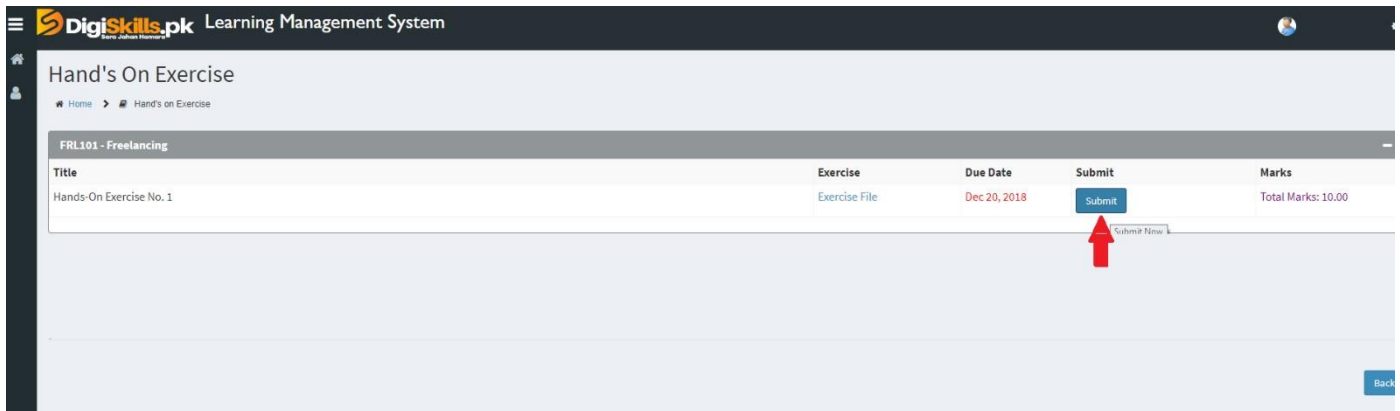 DigiSkills.pk Learning Management System
Sara Jahan Hamara
Hand's On Exercise
Home Hand's on Exercise
FRL101 - Freelancing
Title Exercise Due Date Submit Marks
Hands-On Exercise No. 1 Exercise File Dec 20, 2018 Submit Total Marks: 10.00
Submit Now
Back